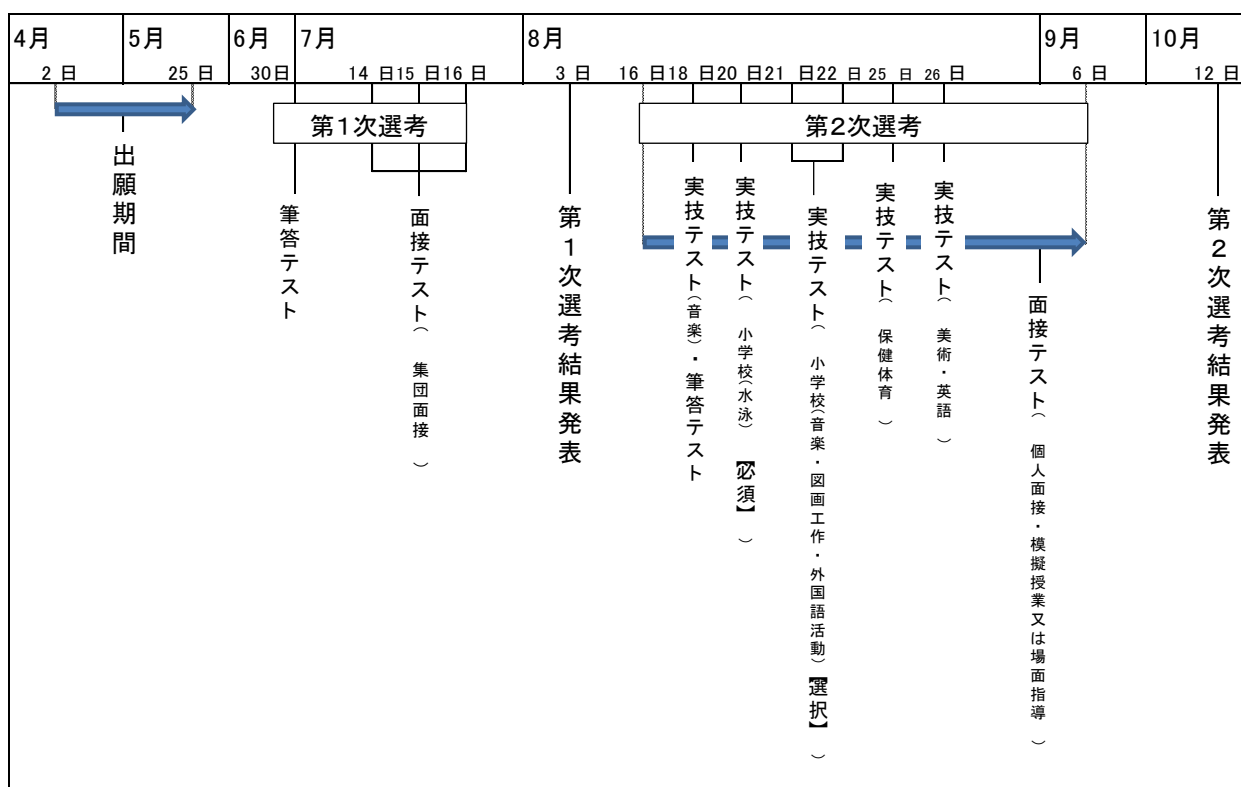 4月 5月 6月 7月 8月 9月 10月
2 日 25 日 30日 14 日15 日16 日 3 日 16 日18 日20 日21 日22 日 25 日 26 日 6 日 12 日
第1次選考
第2次選考
出願期間
筆答テスト
面接テスト（ 集団面接 ）
第1次選考結果発表
実技テスト（音楽）・筆答テスト
実技テスト（ 小学校（水泳）【必須】 ）
実技テスト（ 小学校（音楽・図画工作・外国語活動）【選択】 ）
実技テスト（ 保健体育 ）
実技テスト（ 美術・英語 ）
面接テスト（ 個人面接・模擬授業又は場面指導 ）
第2次選考結果発表